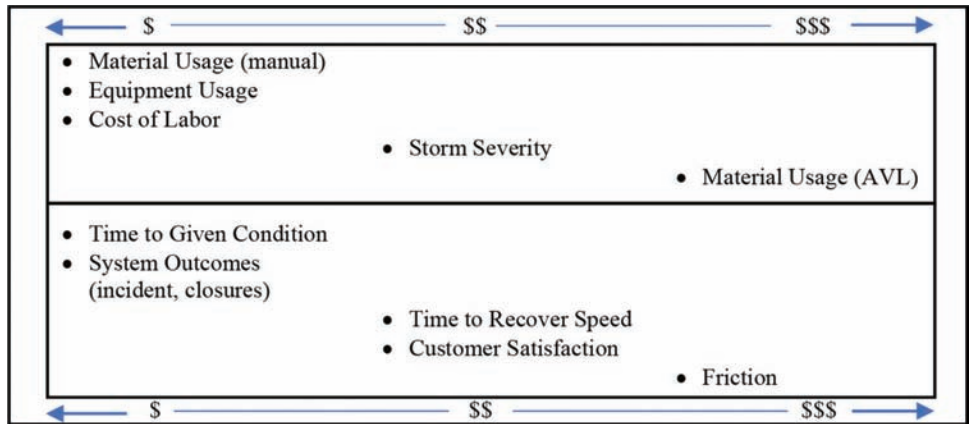 $ $$ $$$
• Material Usage (manual)
• Equipment Usage
• Cost of Labor
• Storm Severity
• Material Usage (AVL)
• Time to Given Condition
• System Outcomes
(incident, closures)
• Time to Recover Speed
• Customer Satisfaction
• Friction
$ $$ $$$